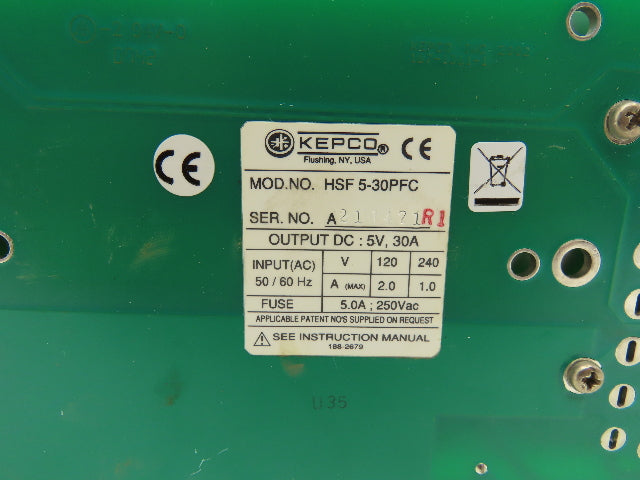 KEPCO® CE
Flushing, NY, USA
CE
MOD.NO. HSF 5-30PFC
SER. NO. R1
OUTPUT DC : 5V, 30A
INPUT(AC) V 120 240
50 / 60 Hz A (MAX) 2.0 1.0
FUSE 5.0A ; 250Vac
APPLICABLE PATENT NO'S SUPPLIED ON REQUEST
SEE INSTRUCTION MANUAL
188-2679
1135